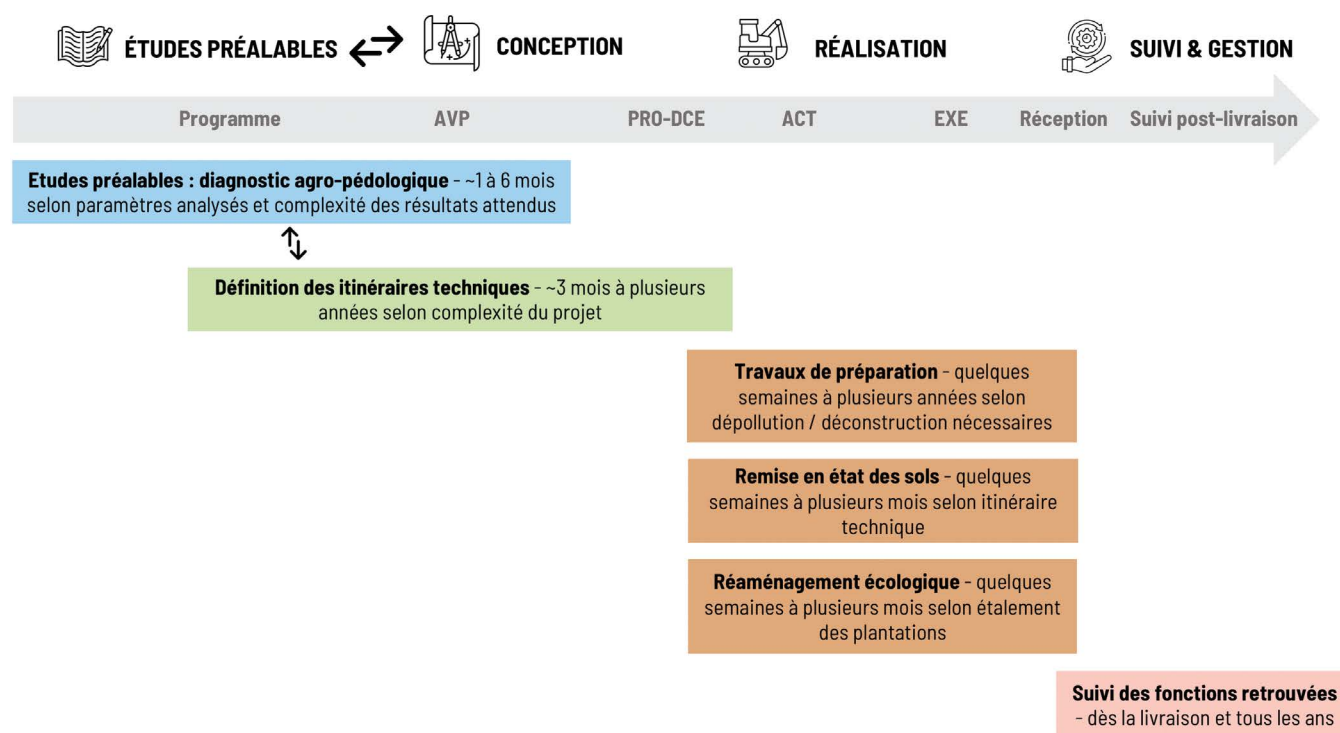 ÉTUDES PRÉALABLES
CONCEPTION
RÉALISATION
SUIVI & GESTION
Programme
AVP
PRO-DCE
ACT
EXE
Réception
Suivi post-livraison
Etudes préalables : diagnostic agro-pédologique - ~1 à 6 mois
selon paramètres analysés et complexité des résultats attendus
Définition des itinéraires techniques - ~3 mois à plusieurs
années selon complexité du projet
Travaux de préparation - quelques
semaines à plusieurs années selon
dépollution / déconstruction nécessaires
Remise en état des sols - quelques
semaines à plusieurs mois selon itinéraire
technique
Réaménagement écologique - quelques
semaines à plusieurs mois selon étalement
des plantations
Suivi des fonctions retrouvées
- dès la livraison et tous les ans